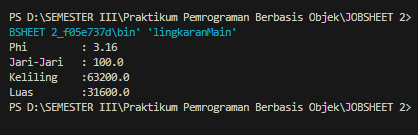 PS D:\SEMESTER III\Praktikum Pemrograman Berbasis Objek\JOBSHEET 2>
BSHEET 2_f05e737d\bin' 'lingkaranMain'
Phi : 3.16
Jari-Jari : 100.0
Keliling :63200.0
Luas :31600.0
PS D:\SEMESTER III\Praktikum Pemrograman Berbasis Objek\JOBSHEET 2>